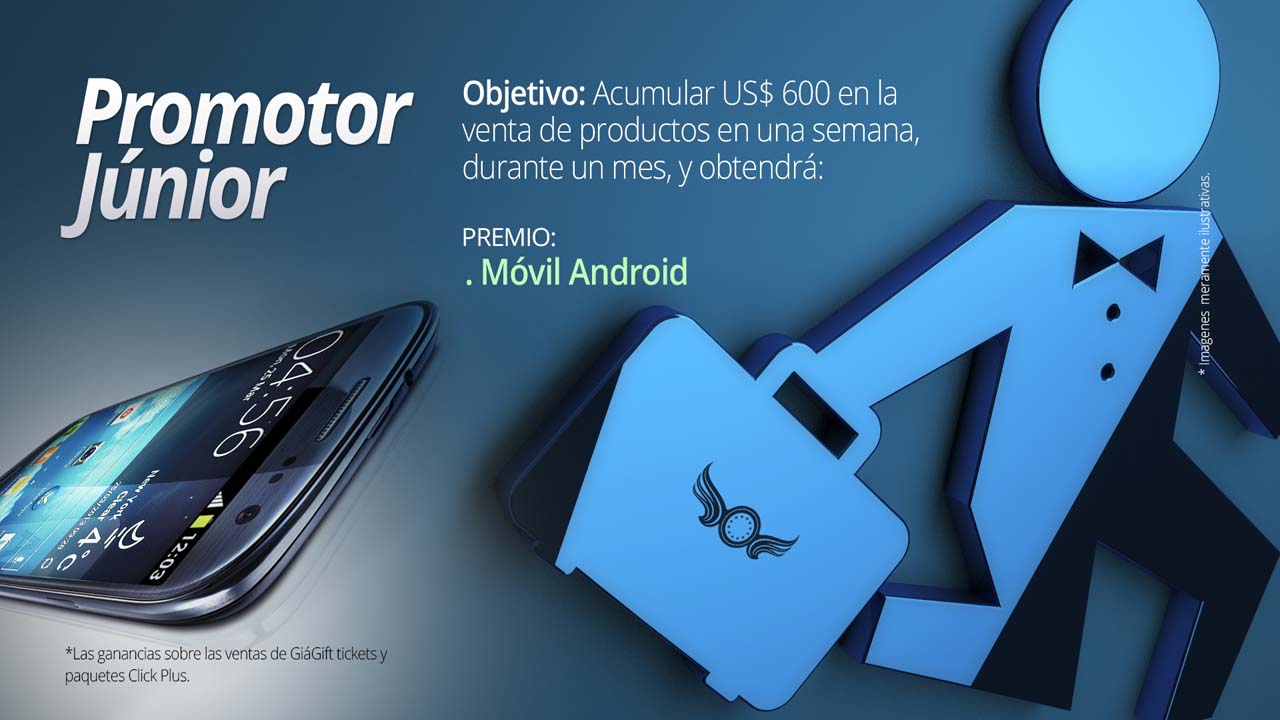 Promotor
Júnior
Objetivo: Acumular US$ 600 en la
venta de productos en una semana,
durante un mes, y obtendrá:
PREMIO:
. Móvil Android
* Imagenes meramente ilustrativas.
04:56
12:03
*Las ganancias sobre las ventas de GiáGift tickets y
paquetes Click Plus.